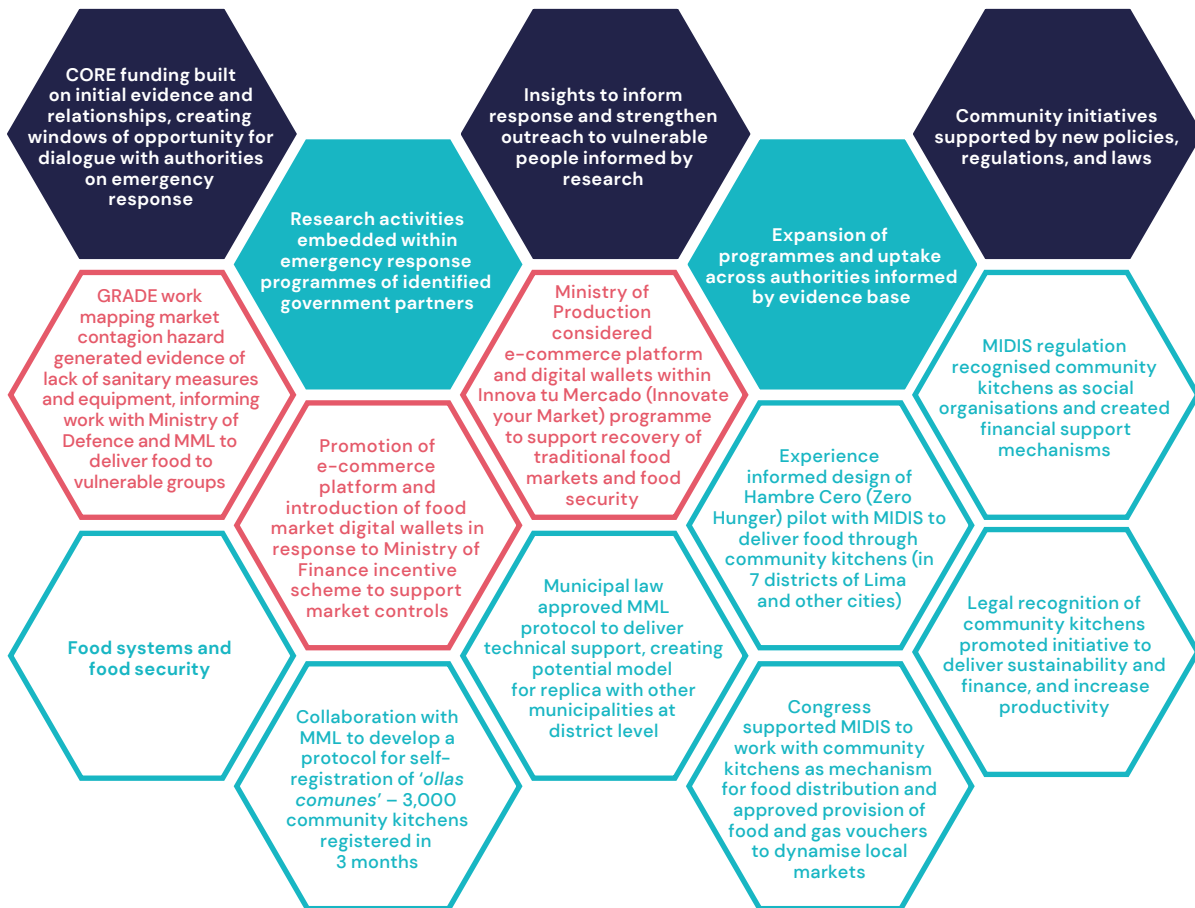 CORE funding built
on initial evidence and
relationships, creating
windows of opportunity for
dialogue with authorities
on emergency
response
Insights to inform
response and strengthen
outreach to vulnerable
people informed by
research
Community initiatives
supported by new policies,
regulations, and laws
Research activities
embedded within
emergency response
programmes of identified
government partners
Expansion of
programmes and uptake
across authorities informed
by evidence base
GRADE work
mapping market
contagion hazard
generated evidence of
lack of sanitary measures
and equipment, informing
work with Ministry of
Defence and MML to
deliver food to
vulnerable groups
Ministry of
Production
considered
e-commerce platform
and digital wallets within
Innova tu Mercado (Innovate
your Market) programme
to support recovery of
traditional food
markets and food
security
MIDIS regulation
recognised community
kitchens as social
organisations and created
financial support
mechanisms
Promotion of
e-commerce
platform and
introduction of food
market digital wallets in
response to Ministry of
Finance incentive
scheme to support
market controls
Experience
informed design of
Hambre Cero (Zero
Hunger) pilot with MIDIS to
deliver food through
community kitchens (in
7 districts of Lima
and other cities)
Food systems and
food security
Municipal law
approved MML
protocol to deliver
technical support, creating
potential model
for replica with other
municipalities at
district level
Legal recognition of
community kitchens
promoted initiative to
deliver sustainability and
finance, and increase
productivity
Collaboration with
MML to develop a
protocol for self-
registration of ‘ollas
comunes’ – 3,000
community kitchens
registered in
3 months
Congress
supported MIDIS to
work with community
kitchens as mechanism
for food distribution and
approved provision of
food and gas vouchers
to dynamise local
markets